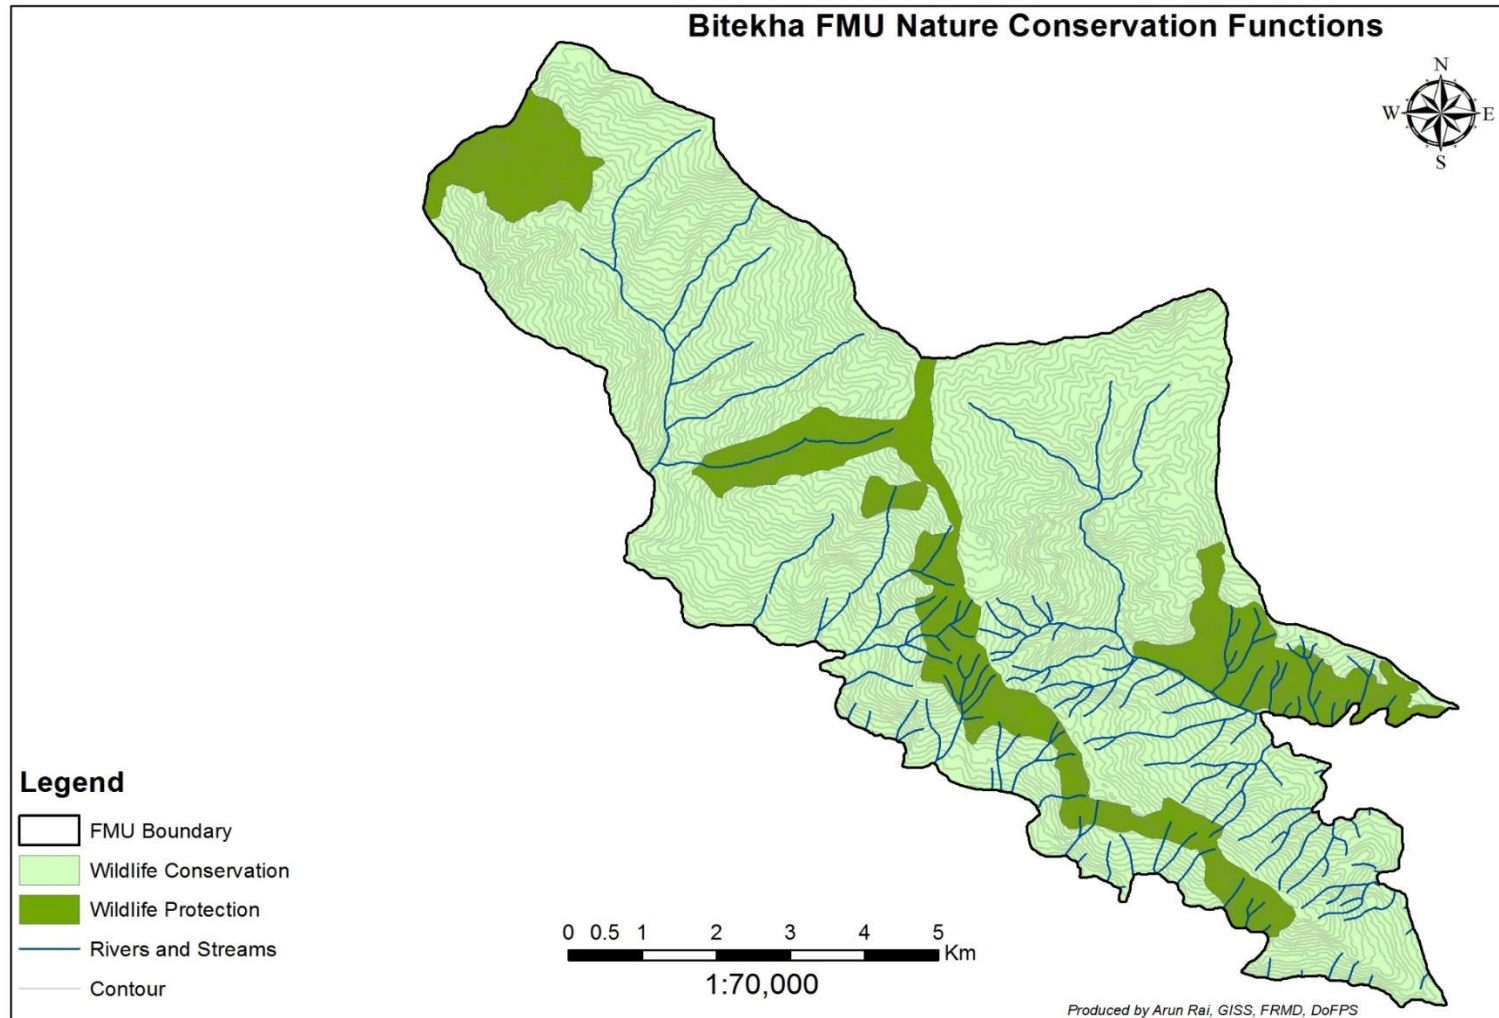 Bitekha FMU Nature Conservation Functions
N
W E
S
Legend
FMU Boundary
Wildlife Conservation
Wildlife Protection
Rivers and Streams
Contour
0 0.5 1 2 3 4 5
Km
1:70,000
Produced by Arun Rai, GISS, FRMD, DoFPS